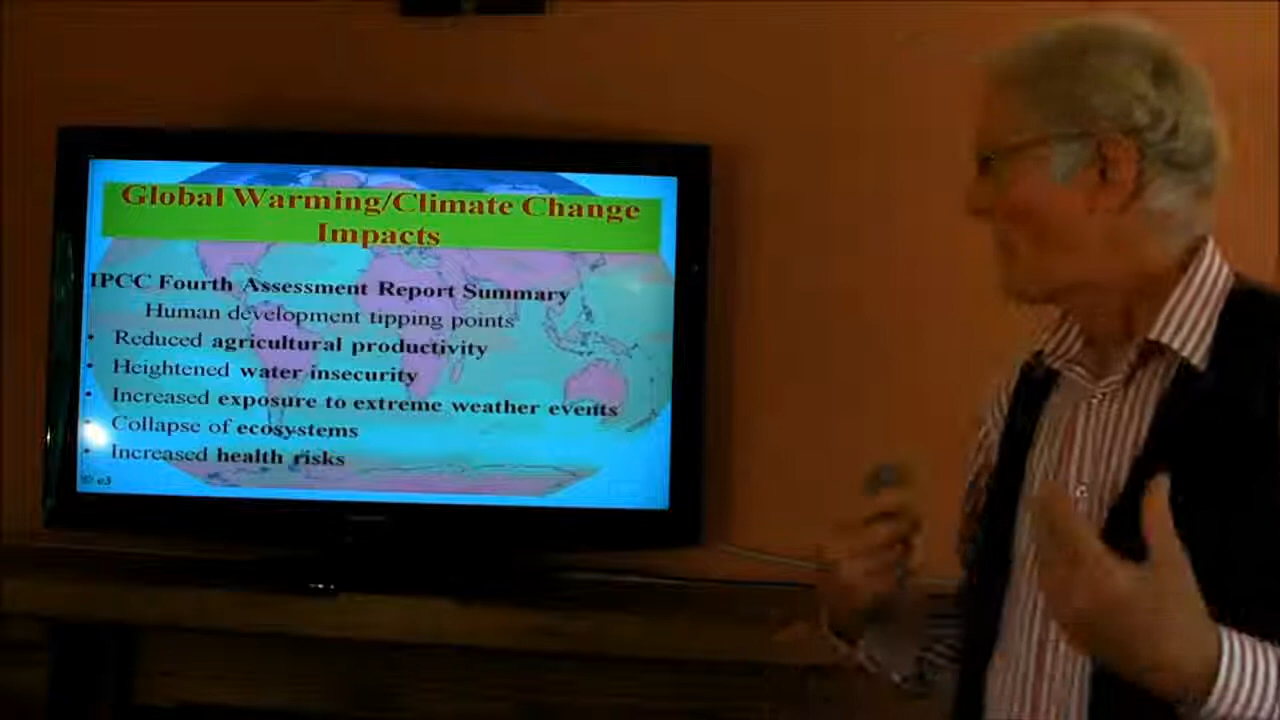 Global Warming/Climate Change
Impacts
IPCC Fourth Assessment Report Summary
Human development tipping points
• Reduced agricultural productivity
• Heightened water insecurity
• Increased exposure to extreme weather events
• Collapse of ecosystems
• Increased health risks
© e3